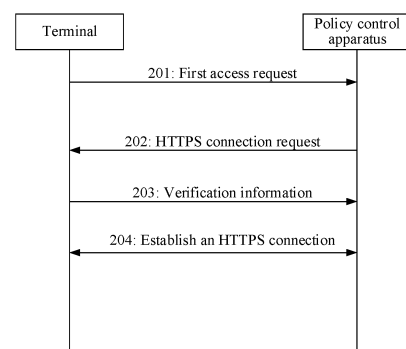 Terminal
Policy control
apparatus
201: First access request
202: HTTPS connection request
203: Verification information
204: Establish an HTTPS connection